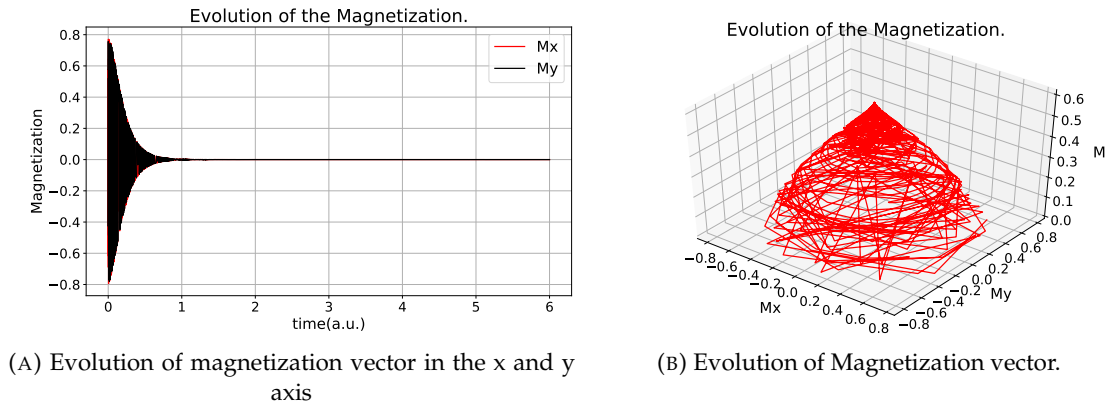 Evolution of the Magnetization.
0.8
0.6
0.4
0.2
0.0
−0.2
−0.4
−0.6
−0.8
Magnetization
Mx
My
0 1 2 3 4 5 6
time(a.u.)
(A) Evolution of magnetization vector in the x and y
axis
Evolution of the Magnetization.
0.6
0.5
0.4
0.3
0.2
0.1
0.0
M
−0.8 −0.6 −0.4 −0.2 0.0 0.2 0.4 0.6 0.8
Mx
−0.8 −0.6 −0.4 −0.2 0.0 0.2 0.4 0.6 0.8
My
(B) Evolution of Magnetization vector.